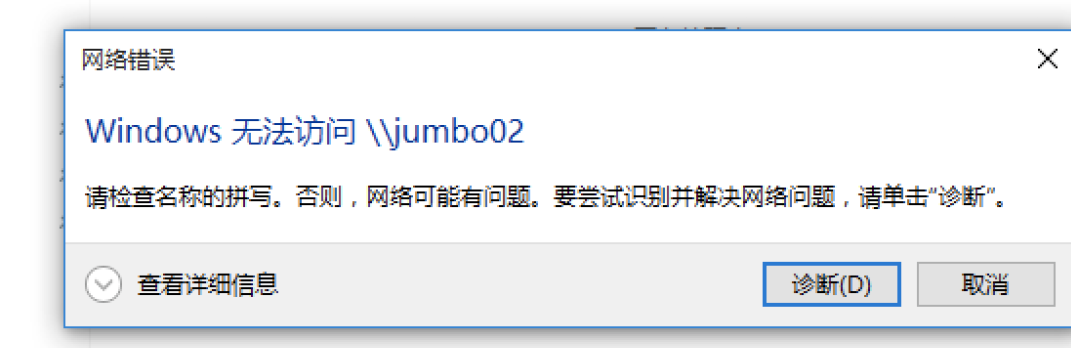 网络错误
Windows 无法访问 \\jumbo02
请检查名称的拼写。否则，网络可能有问题。要尝试识别并解决网络问题，请单击“诊断”。
查看详细信息
诊断(D)
取消